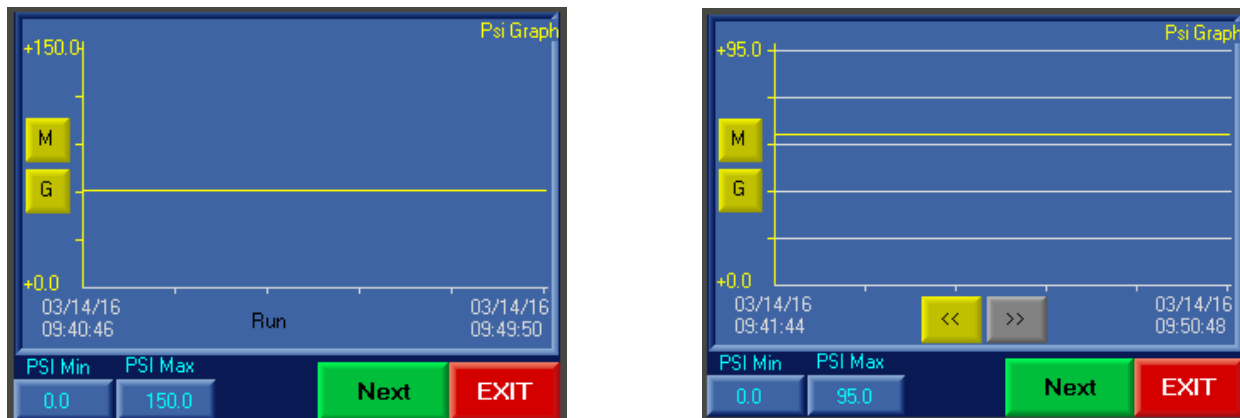 Psi Graph
+150.0
M
G
+0.0
03/14/16
09:40:46
Run
03/14/16
09:49:50
PSI Min
PSI Max
0.0
150.0
Next
EXIT
Psi Graph
+95.0
M
G
+0.0
03/14/16
09:41:44
<<
>>
03/14/16
09:50:48
PSI Min
PSI Max
0.0
95.0
Next
EXIT